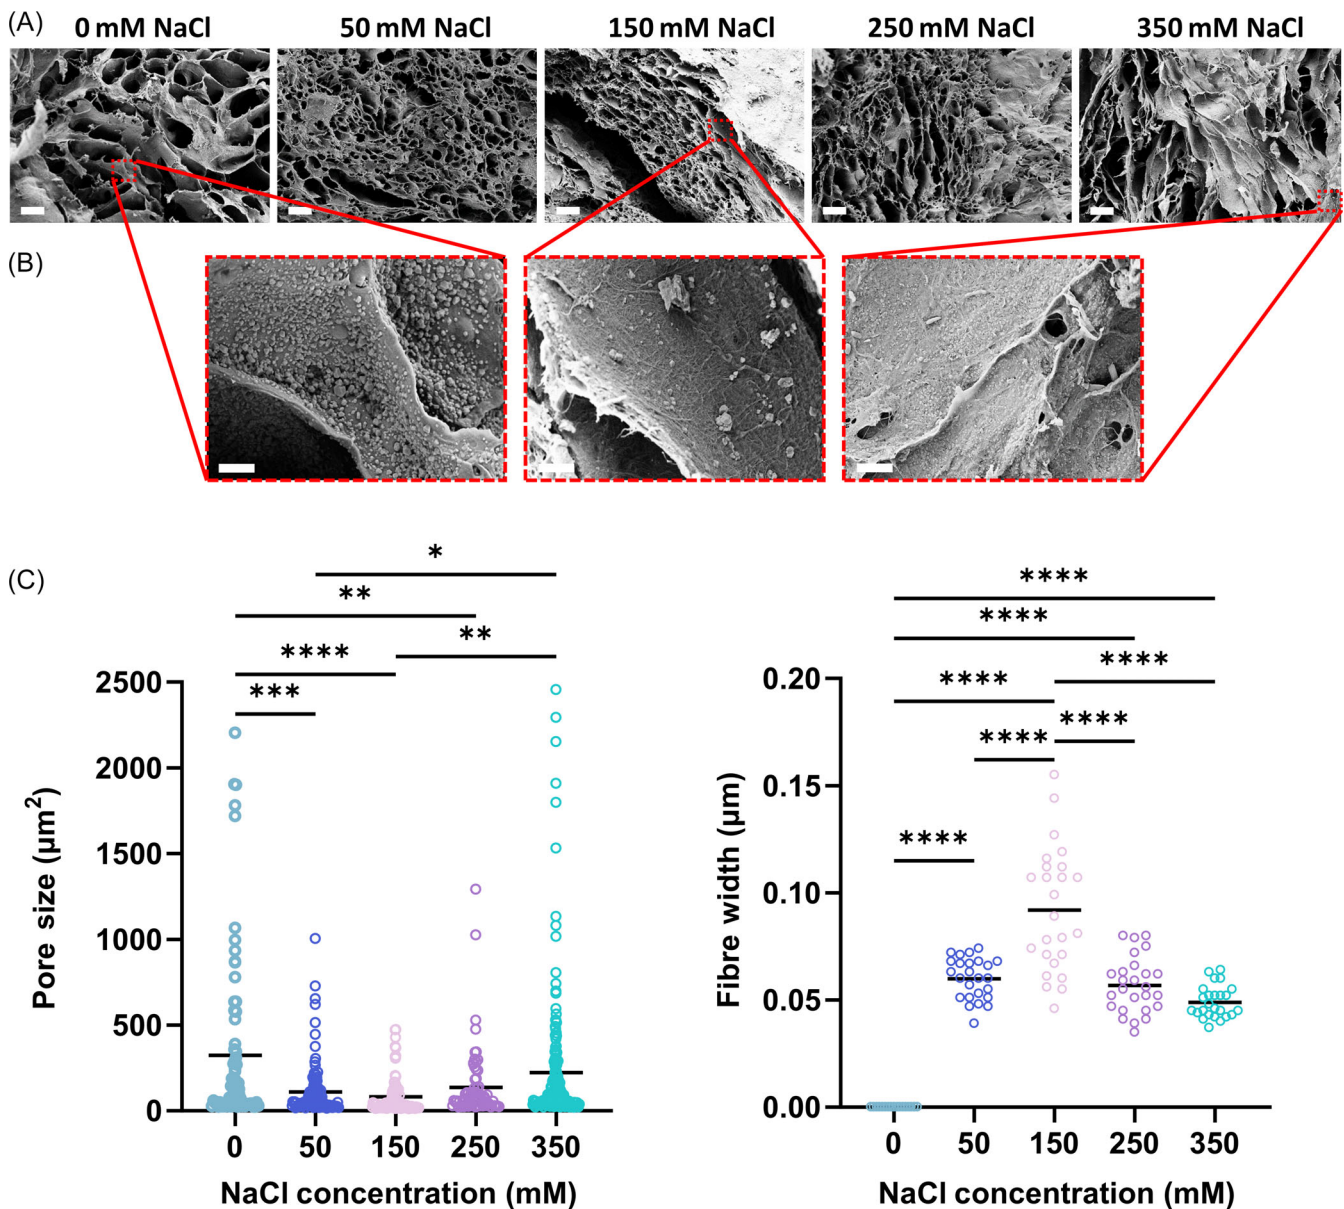 (A)
0 mM NaCl 50 mM NaCl 150 mM NaCl 250 mM NaCl 350 mM NaCl
(B)
(C)
*
**
**
****
***
2500
2000
1500
1000
500
0
Pore size (µm²)
0 50 150 250 350
NaCl concentration (mM)
****
****
****
****
****
****
****
0.20
0.15
0.10
0.05
0.00
Fibre width (µm)
0 50 150 250 350
NaCl concentration (mM)